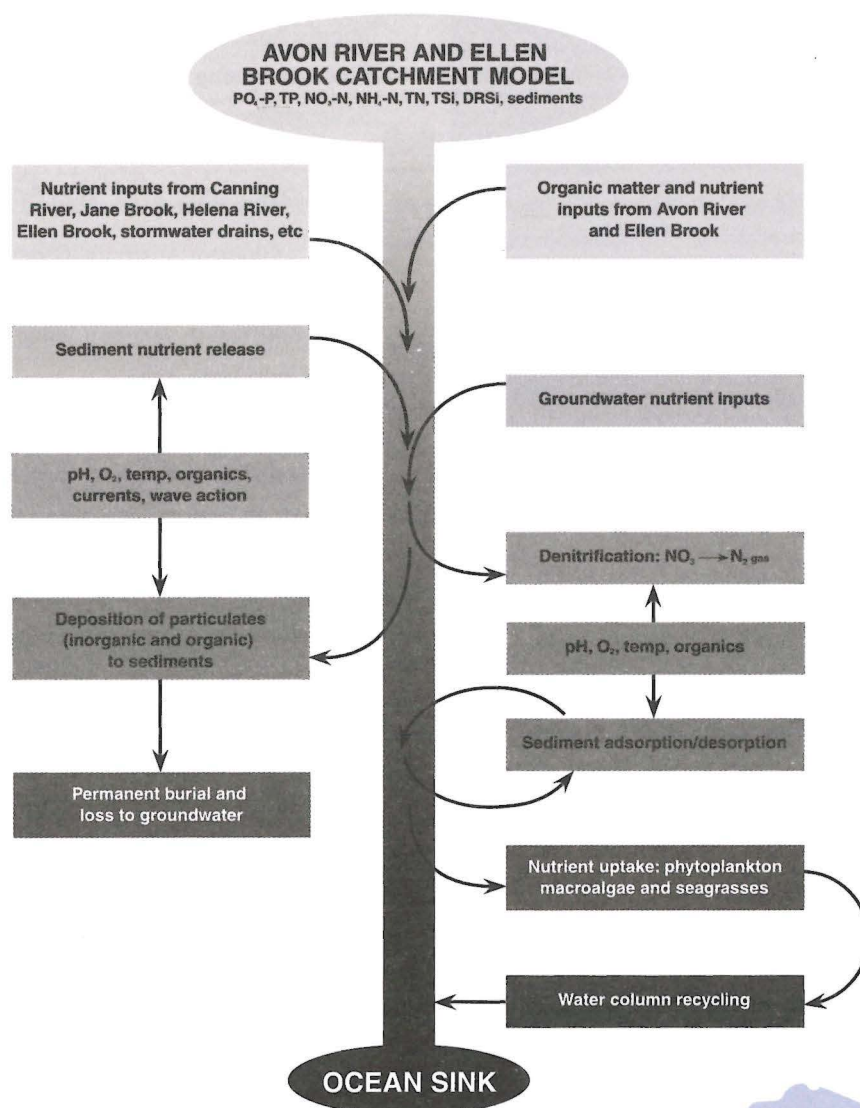 AVON RIVER AND ELLEN
BROOK CATCHMENT MODEL
PO₄-P, TP, NO₃-N, NH₄-N, TN, TSi, DRSi, sediments
Nutrient inputs from Canning
River, Jane Brook, Helena River,
Ellen Brook, stormwater drains, etc
Organic matter and nutrient
inputs from Avon River
and Ellen Brook
Sediment nutrient release
Groundwater nutrient inputs
pH, O₂, temp, organics,
currents, wave action
Denitrification: NO₃ → N₂ gas
Deposition of particulates
(inorganic and organic)
to sediments
pH, O₂, temp, organics
Sediment adsorption/desorption
Permanent burial and
loss to groundwater
Nutrient uptake: phytoplankton
macroalgae and seagrasses
Water column recycling
OCEAN SINK